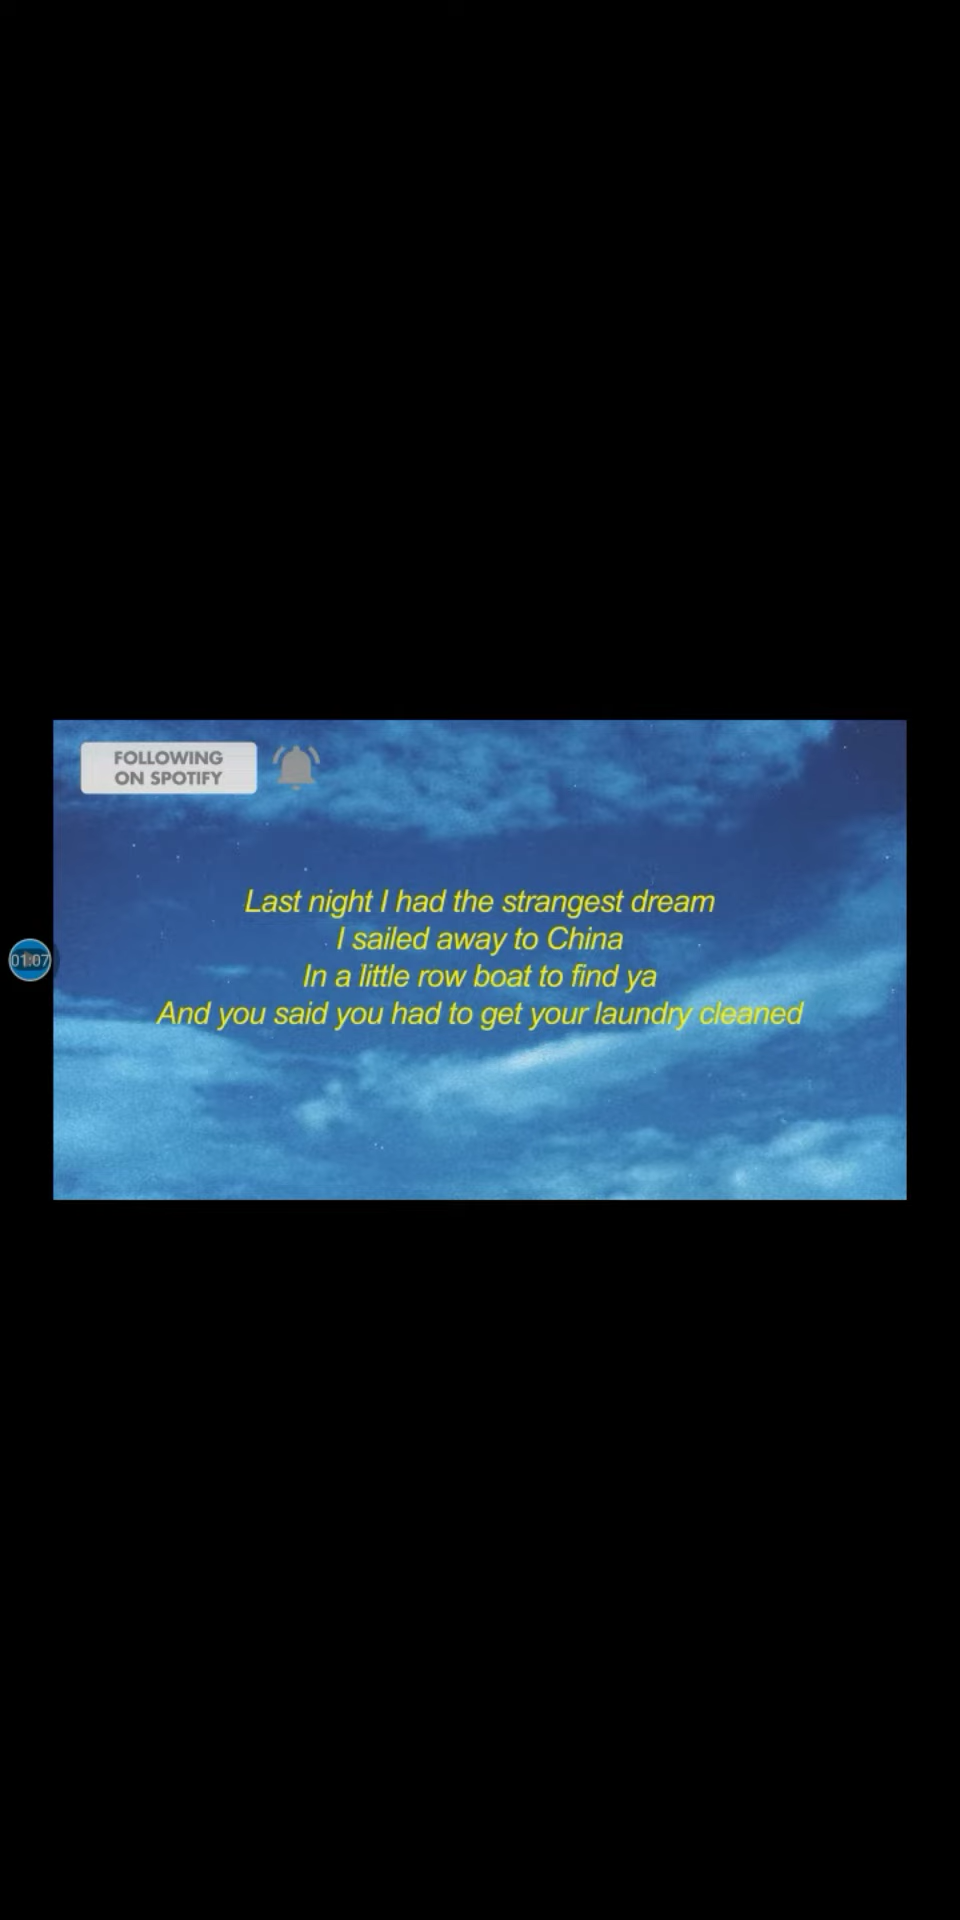 FOLLOWING
ON SPOTIFY
Last night I had the strangest dream
I sailed away to China
In a little row boat to find ya
And you said you had to get your laundry cleaned
01:07